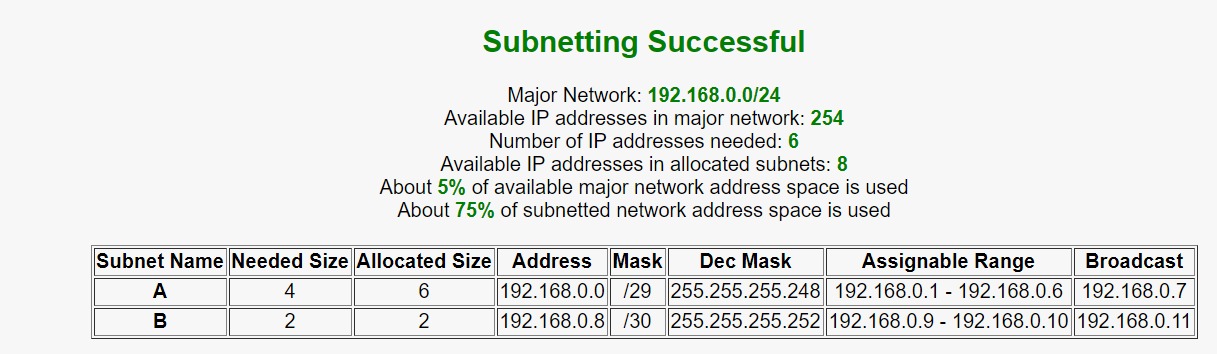 Subnetting Successful
Major Network: 192.168.0.0/24
Available IP addresses in major network: 254
Number of IP addresses needed: 6
Available IP addresses in allocated subnets: 8
About 5% of available major network address space is used
About 75% of subnetted network address space is used
Subnet Name Needed Size Allocated Size Address Mask Dec Mask Assignable Range Broadcast
A 4 6 192.168.0.0 /29 255.255.255.248 192.168.0.1 - 192.168.0.6 192.168.0.7
B 2 2 192.168.0.8 /30 255.255.255.252 192.168.0.9 - 192.168.0.10 192.168.0.11